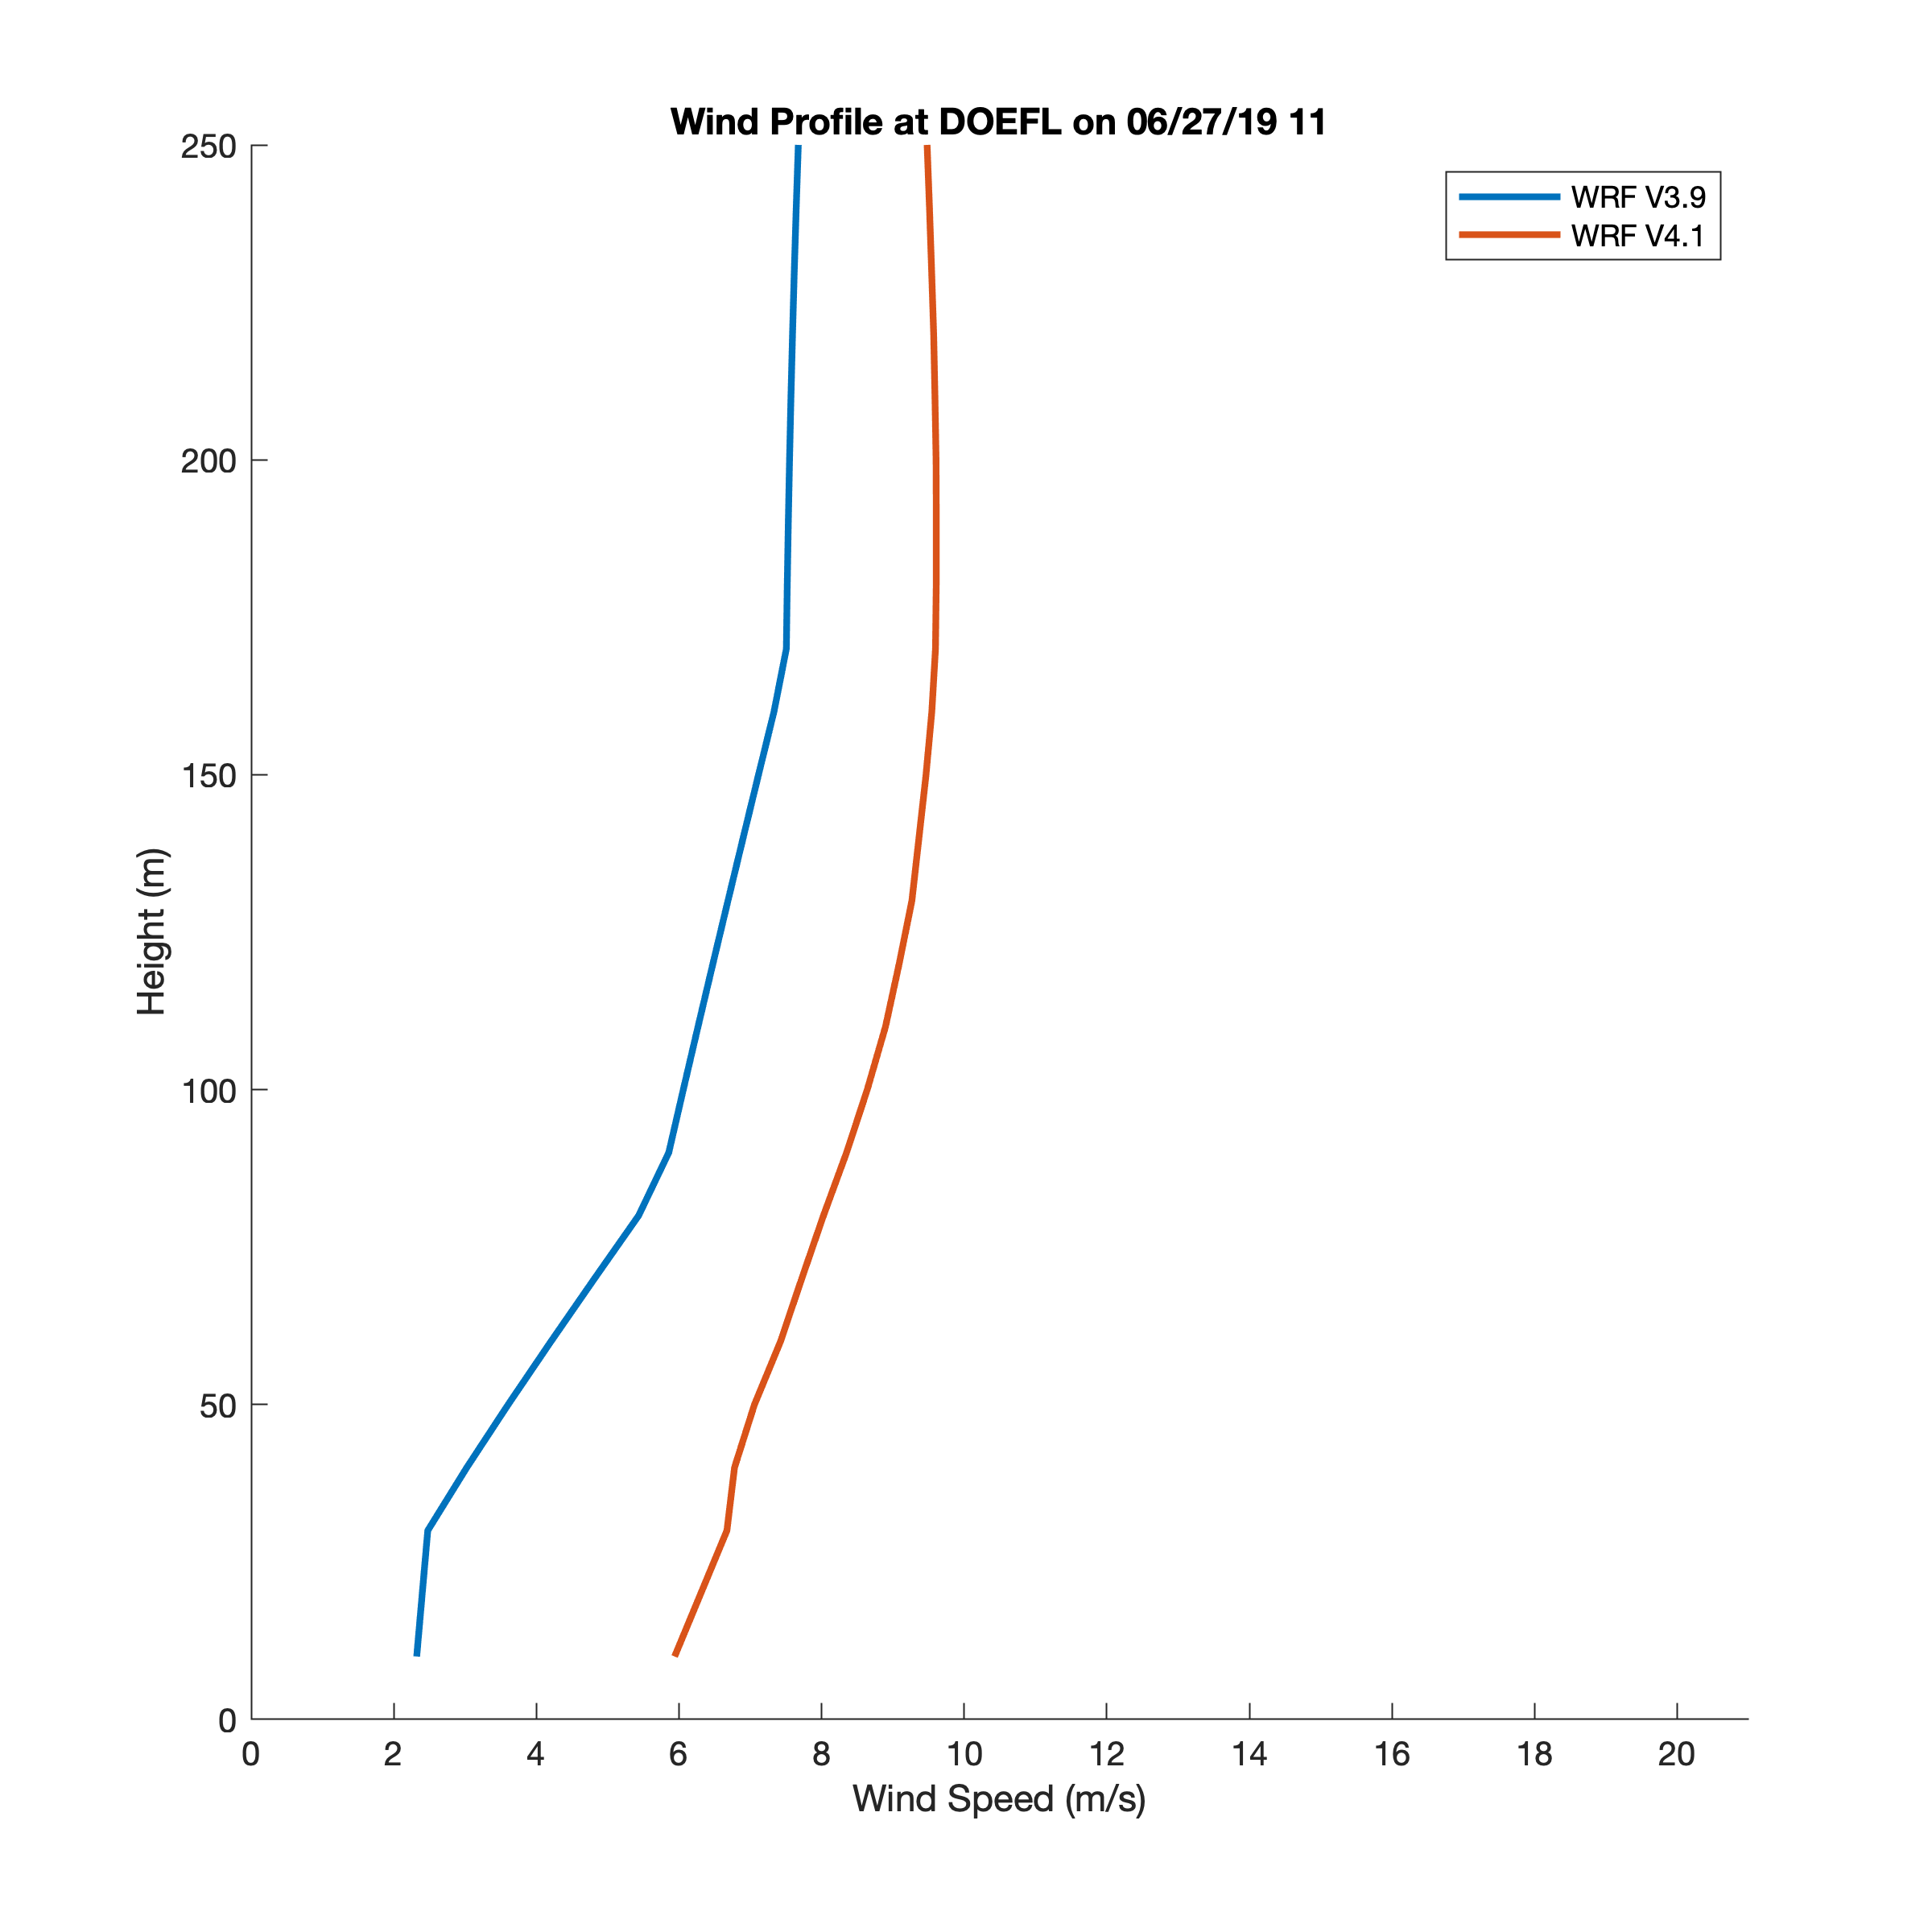 Wind Profile at DOEFL on 06/27/19 11
WRF V3.9
WRF V4.1
250
200
150
100
50
0
Height (m)
0 2 4 6 8 10 12 14 16 18 20
Wind Speed (m/s)